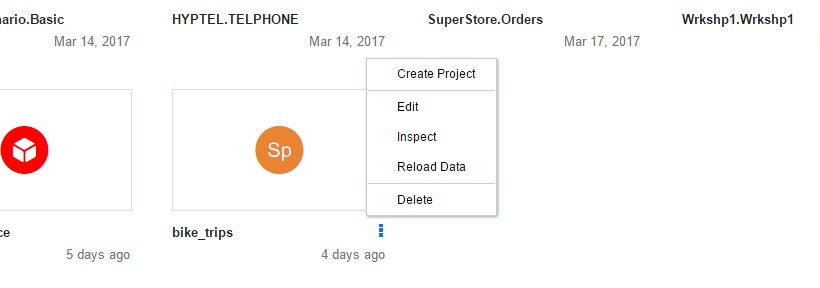 nario.Basic
HYPTEL.TELPHONE
SuperStore.Orders
Wrkshp1.Wrkshp1
Mar 14, 2017
Mar 14, 2017
Mar 17, 2017
Create Project
Edit
Inspect
Reload Data
Delete
Sp
ce
bike_trips
5 days ago
4 days ago